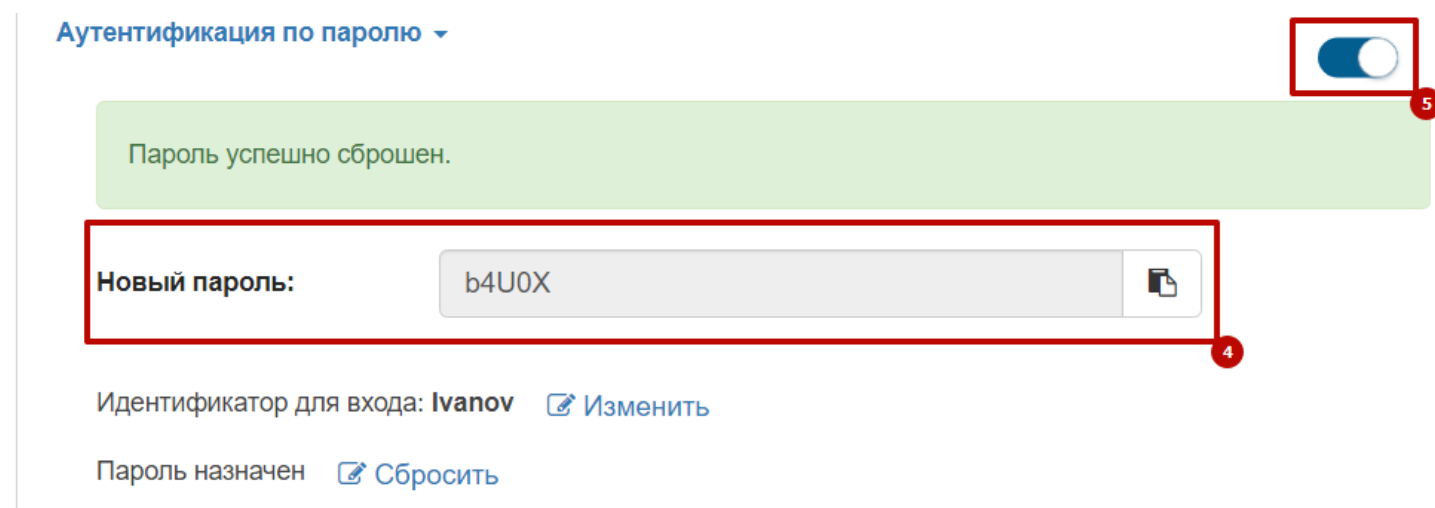 Аутентификация по паролю
5
Пароль успешно сброшен.
Новый пароль: b4U0X
4
Идентификатор для входа: Ivanov Изменить
Пароль назначен Сбросить